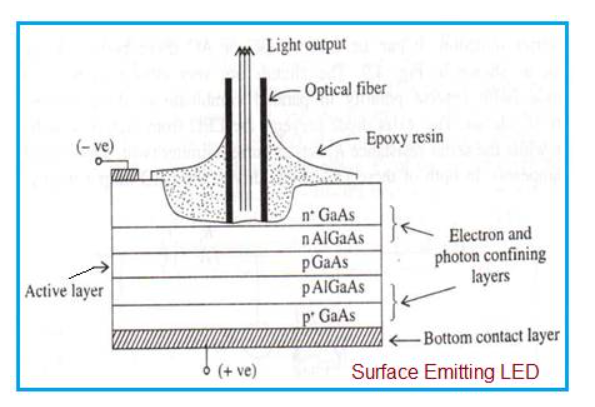 Light output
Optical fiber
(– ve)
Epoxy resin
n⁺ GaAs
n AlGaAs
Electron and
photon confining
layers
p GaAs
Active layer
p AlGaAs
p⁺ GaAs
Bottom contact layer
(+ ve)
Surface Emitting LED